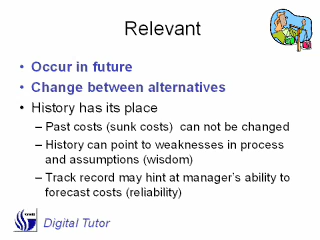 Relevant
• Occur in future
• Change between alternatives
• History has its place
– Past costs (sunk costs) can not be changed
– History can point to weaknesses in process
and assumptions (wisdom)
– Track record may hint at manager's ability to
forecast costs (reliability)
Digital Tutor